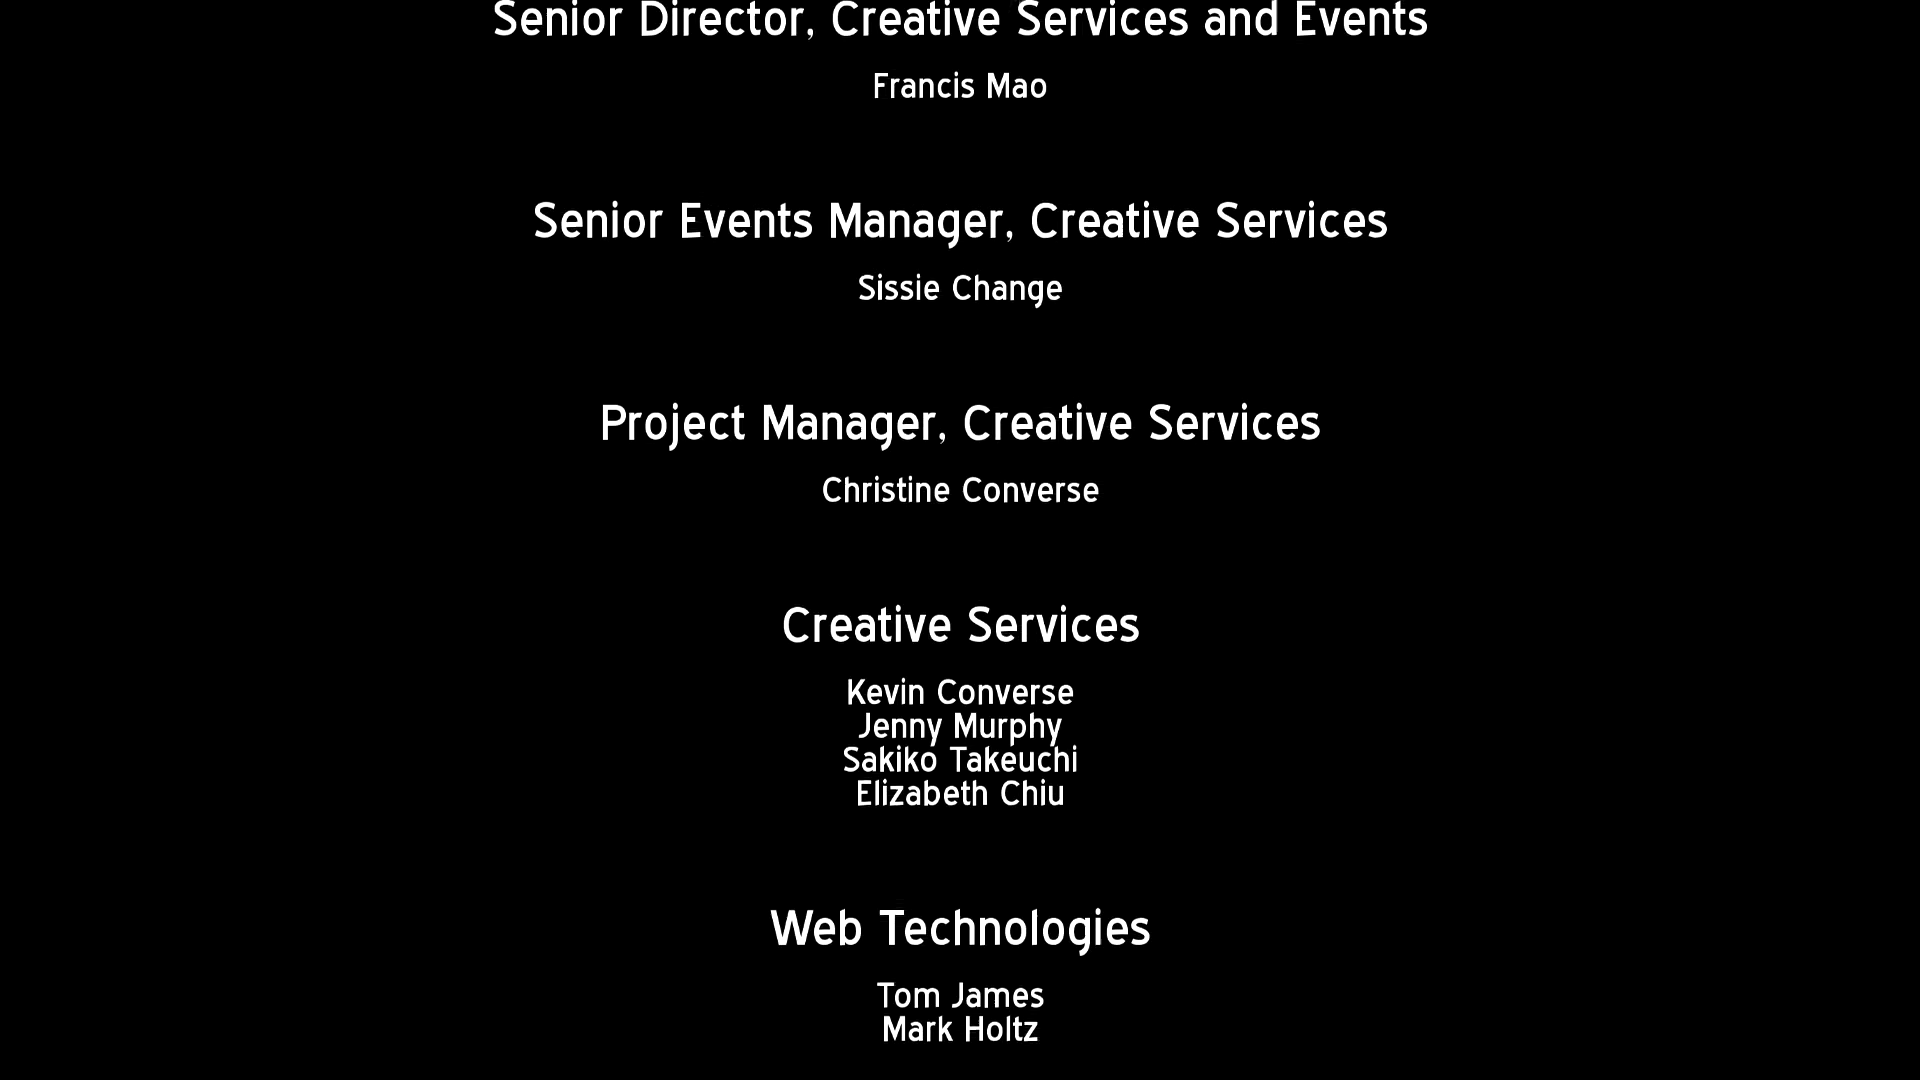 Senior Director, Creative Services and Events
Francis Mao
Senior Events Manager, Creative Services
Sissie Change
Project Manager, Creative Services
Christine Converse
Creative Services
Kevin Converse
Jenny Murphy
Sakiko Takeuchi
Elizabeth Chiu
Web Technologies
Tom James
Mark Holtz